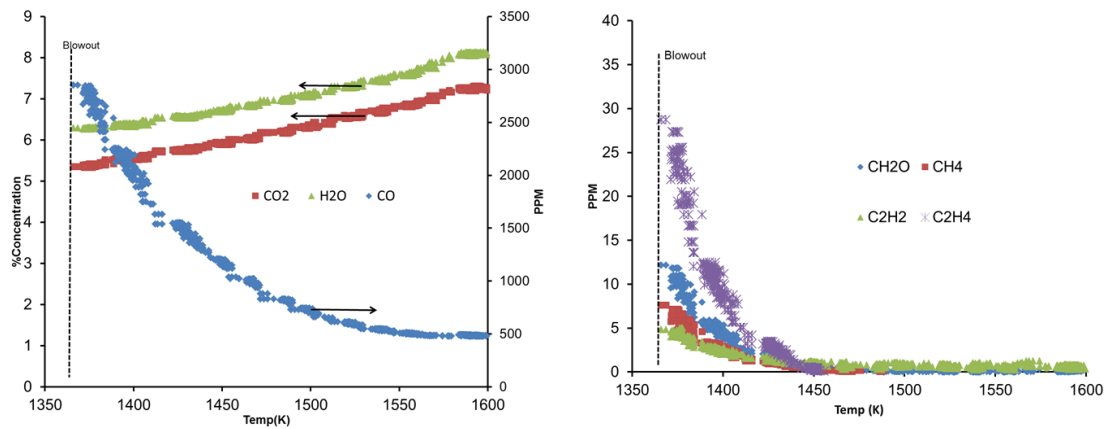 9
8
7
6
5
4
3
2
1
0
%Concentration
Blowout
CO2 H2O CO
3500
3000
2500
2000
1500
1000
500
0
PPM
1350 1400 1450 1500 1550 1600
Temp(K)
40
35
30
25
20
15
10
5
0
PPM
Blowout
CH2O CH4
C2H2 C2H4
1350 1400 1450 1500 1550 1600
Temp (K)